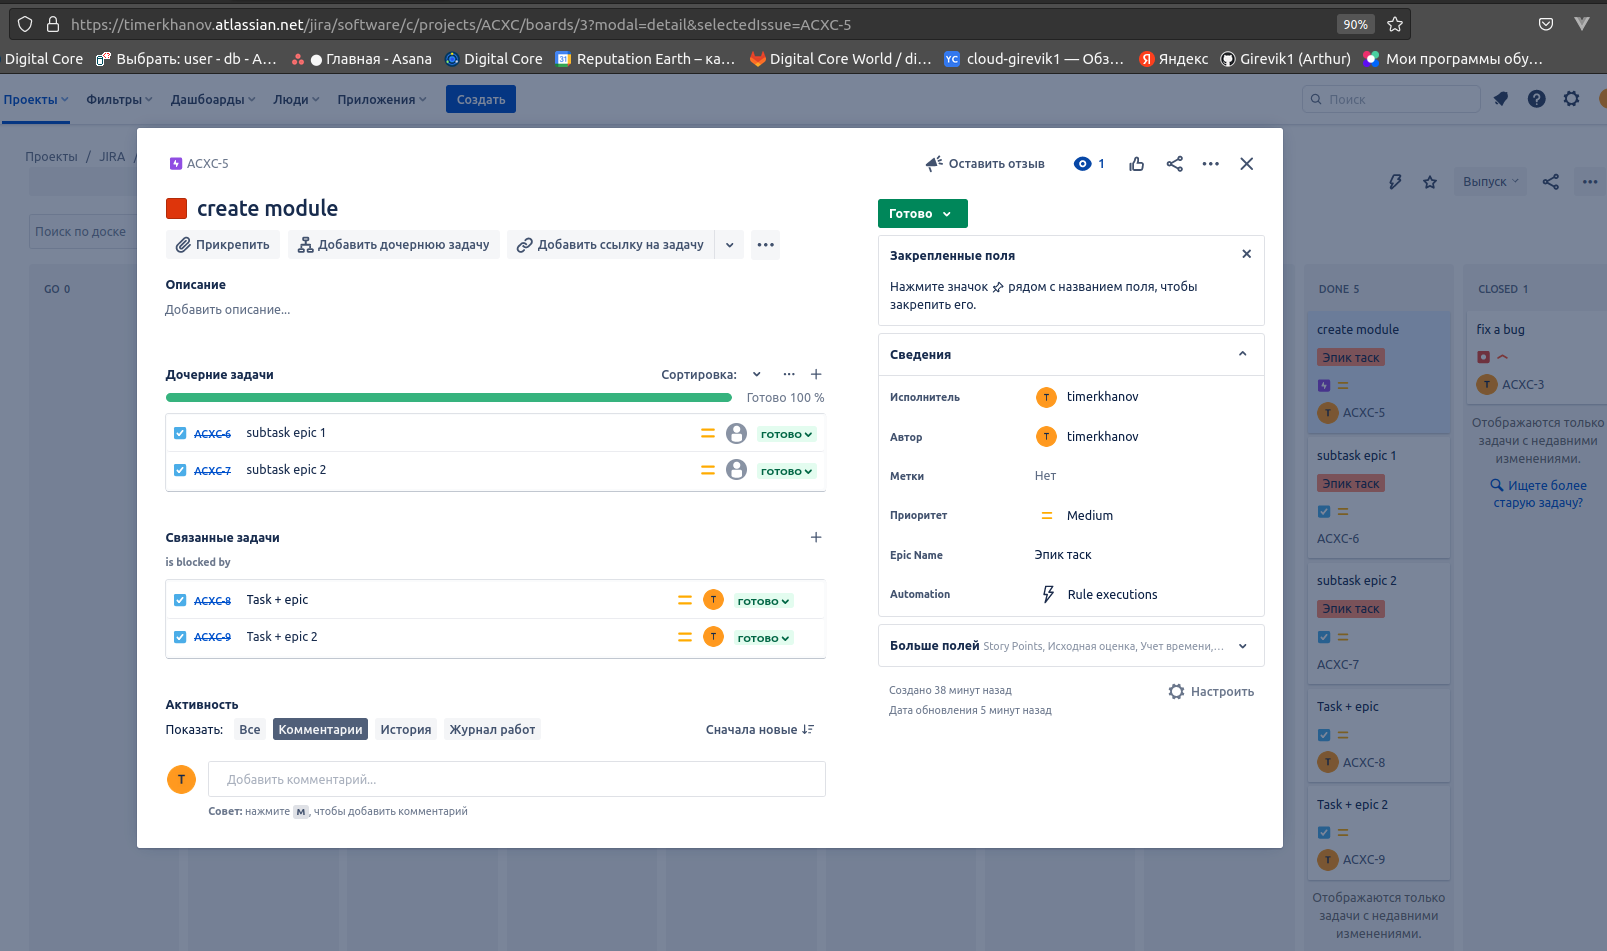 https://timerkhanov.atlassian.net/jira/software/c/projects/ACXC/boards/3?modal=detail&selectedIssue=ACXC-5
90%
Digital Core
Выбрать: user - db - A…
Главная - Asana
Digital Core
31
Reputation Earth – ка…
Digital Core World / di…
YC
cloud-girevik1 — Обз…
Я
Яндекс
Girevik1 (Arthur)
Мои программы обу…
Проекты
Фильтры
Дашбоарды
Люди
Приложения
Создать
Поиск
Проекты / JIRA /
Выпуск
Поиск по доске
GO 0
ACXC-5
Оставить отзыв
1
create module
Прикрепить
Добавить дочернюю задачу
Добавить ссылку на задачу
Описание
Добавить описание...
Дочерние задачи
Сортировка:
Готово 100 %
ACXC-6 subtask epic 1 ГОТОВО
ACXC-7 subtask epic 2 ГОТОВО
Связанные задачи
is blocked by
ACXC-8 Task + epic T ГОТОВО
ACXC-9 Task + epic 2 T ГОТОВО
Активность
Показать: Все Комментарии История Журнал работ
Сначала новые
T
Добавить комментарий...
Совет: нажмите M, чтобы добавить комментарий
Готово
Закрепленные поля
Нажмите значок рядом с названием поля, чтобы
закрепить его.
Сведения
Исполнитель T timerkhanov
Автор T timerkhanov
Метки Нет
Приоритет Medium
Epic Name Эпик таск
Automation Rule executions
Больше полей Story Points, Исходная оценка, Учет времени,...
Создано 38 минут назад
Дата обновления 5 минут назад
Настроить
DONE 5
create module
Эпик таск
T ACXC-5
subtask epic 1
Эпик таск
ACXC-6
subtask epic 2
Эпик таск
ACXC-7
Task + epic
T ACXC-8
Task + epic 2
T ACXC-9
Отображаются только
задачи с недавними
изменениями.
CLOSED 1
fix a bug
T ACXC-3
Отображаются только
задачи с недавними
изменениями.
Ищете более
старую задачу?